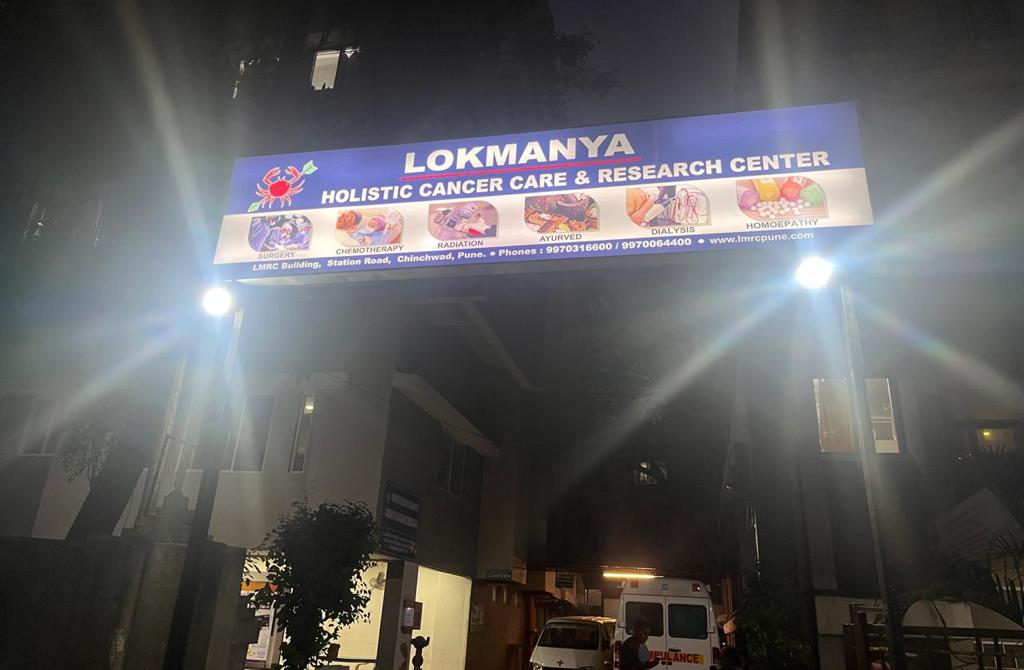 LOKMANYA
HOLISTIC CANCER CARE & RESEARCH CENTER
SURGERY CHEMOTHERAPY RADIATION AYURVED DIALYSIS HOMOEPATHY
LMRC Building, Station Road, Chinchwad, Pune. • Phones : 9970316600 / 9970064400 • www.lmrcpune.com
CANTEEN
AMBULANCE